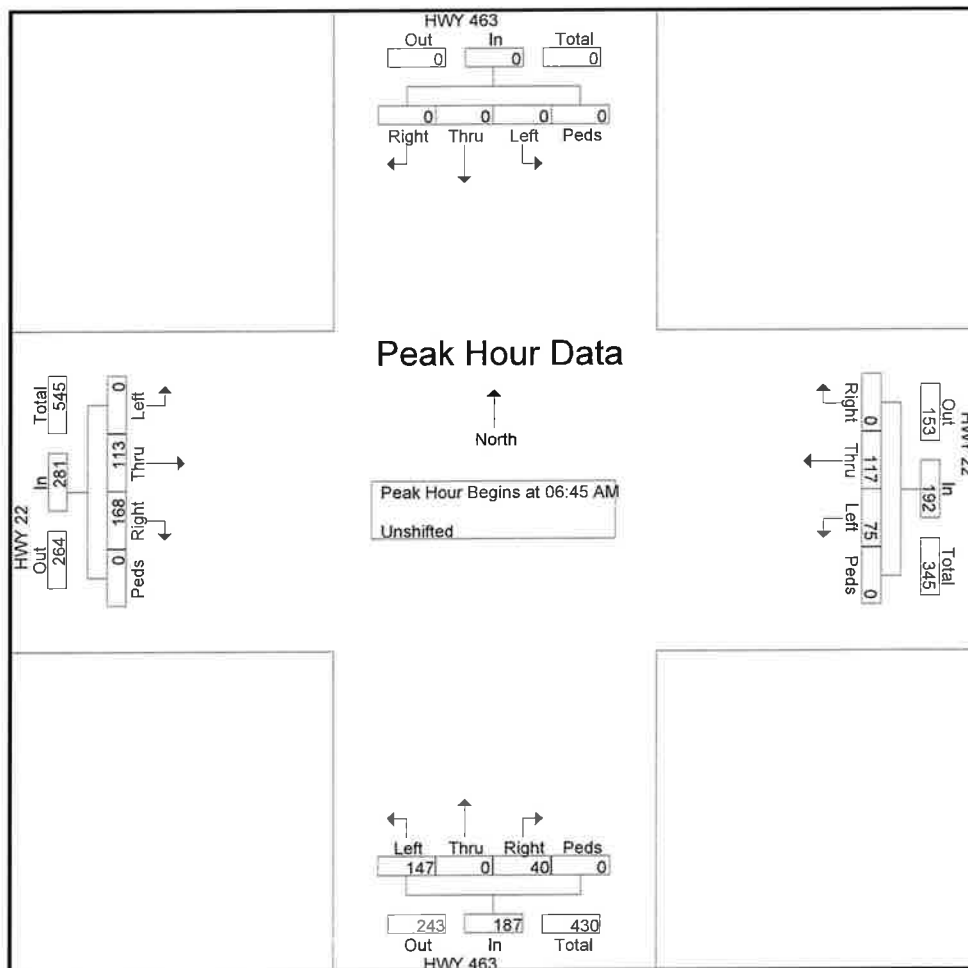 HWY 463
Out In Total
0 0 0
0 0 0 0
Right Thru Left Peds
Peak Hour Data
North
Peak Hour Begins at 06:45 AM
Unshifted
HWY 22
Out In Total
264 281 545
Left Thru Right Peds
0 113 168 0
HWY 22
Out In Total
153 192 345
Right Thru Left Peds
0 117 75 0
Left Thru Right Peds
147 0 40 0
243 187 430
Out In Total
HWY 463